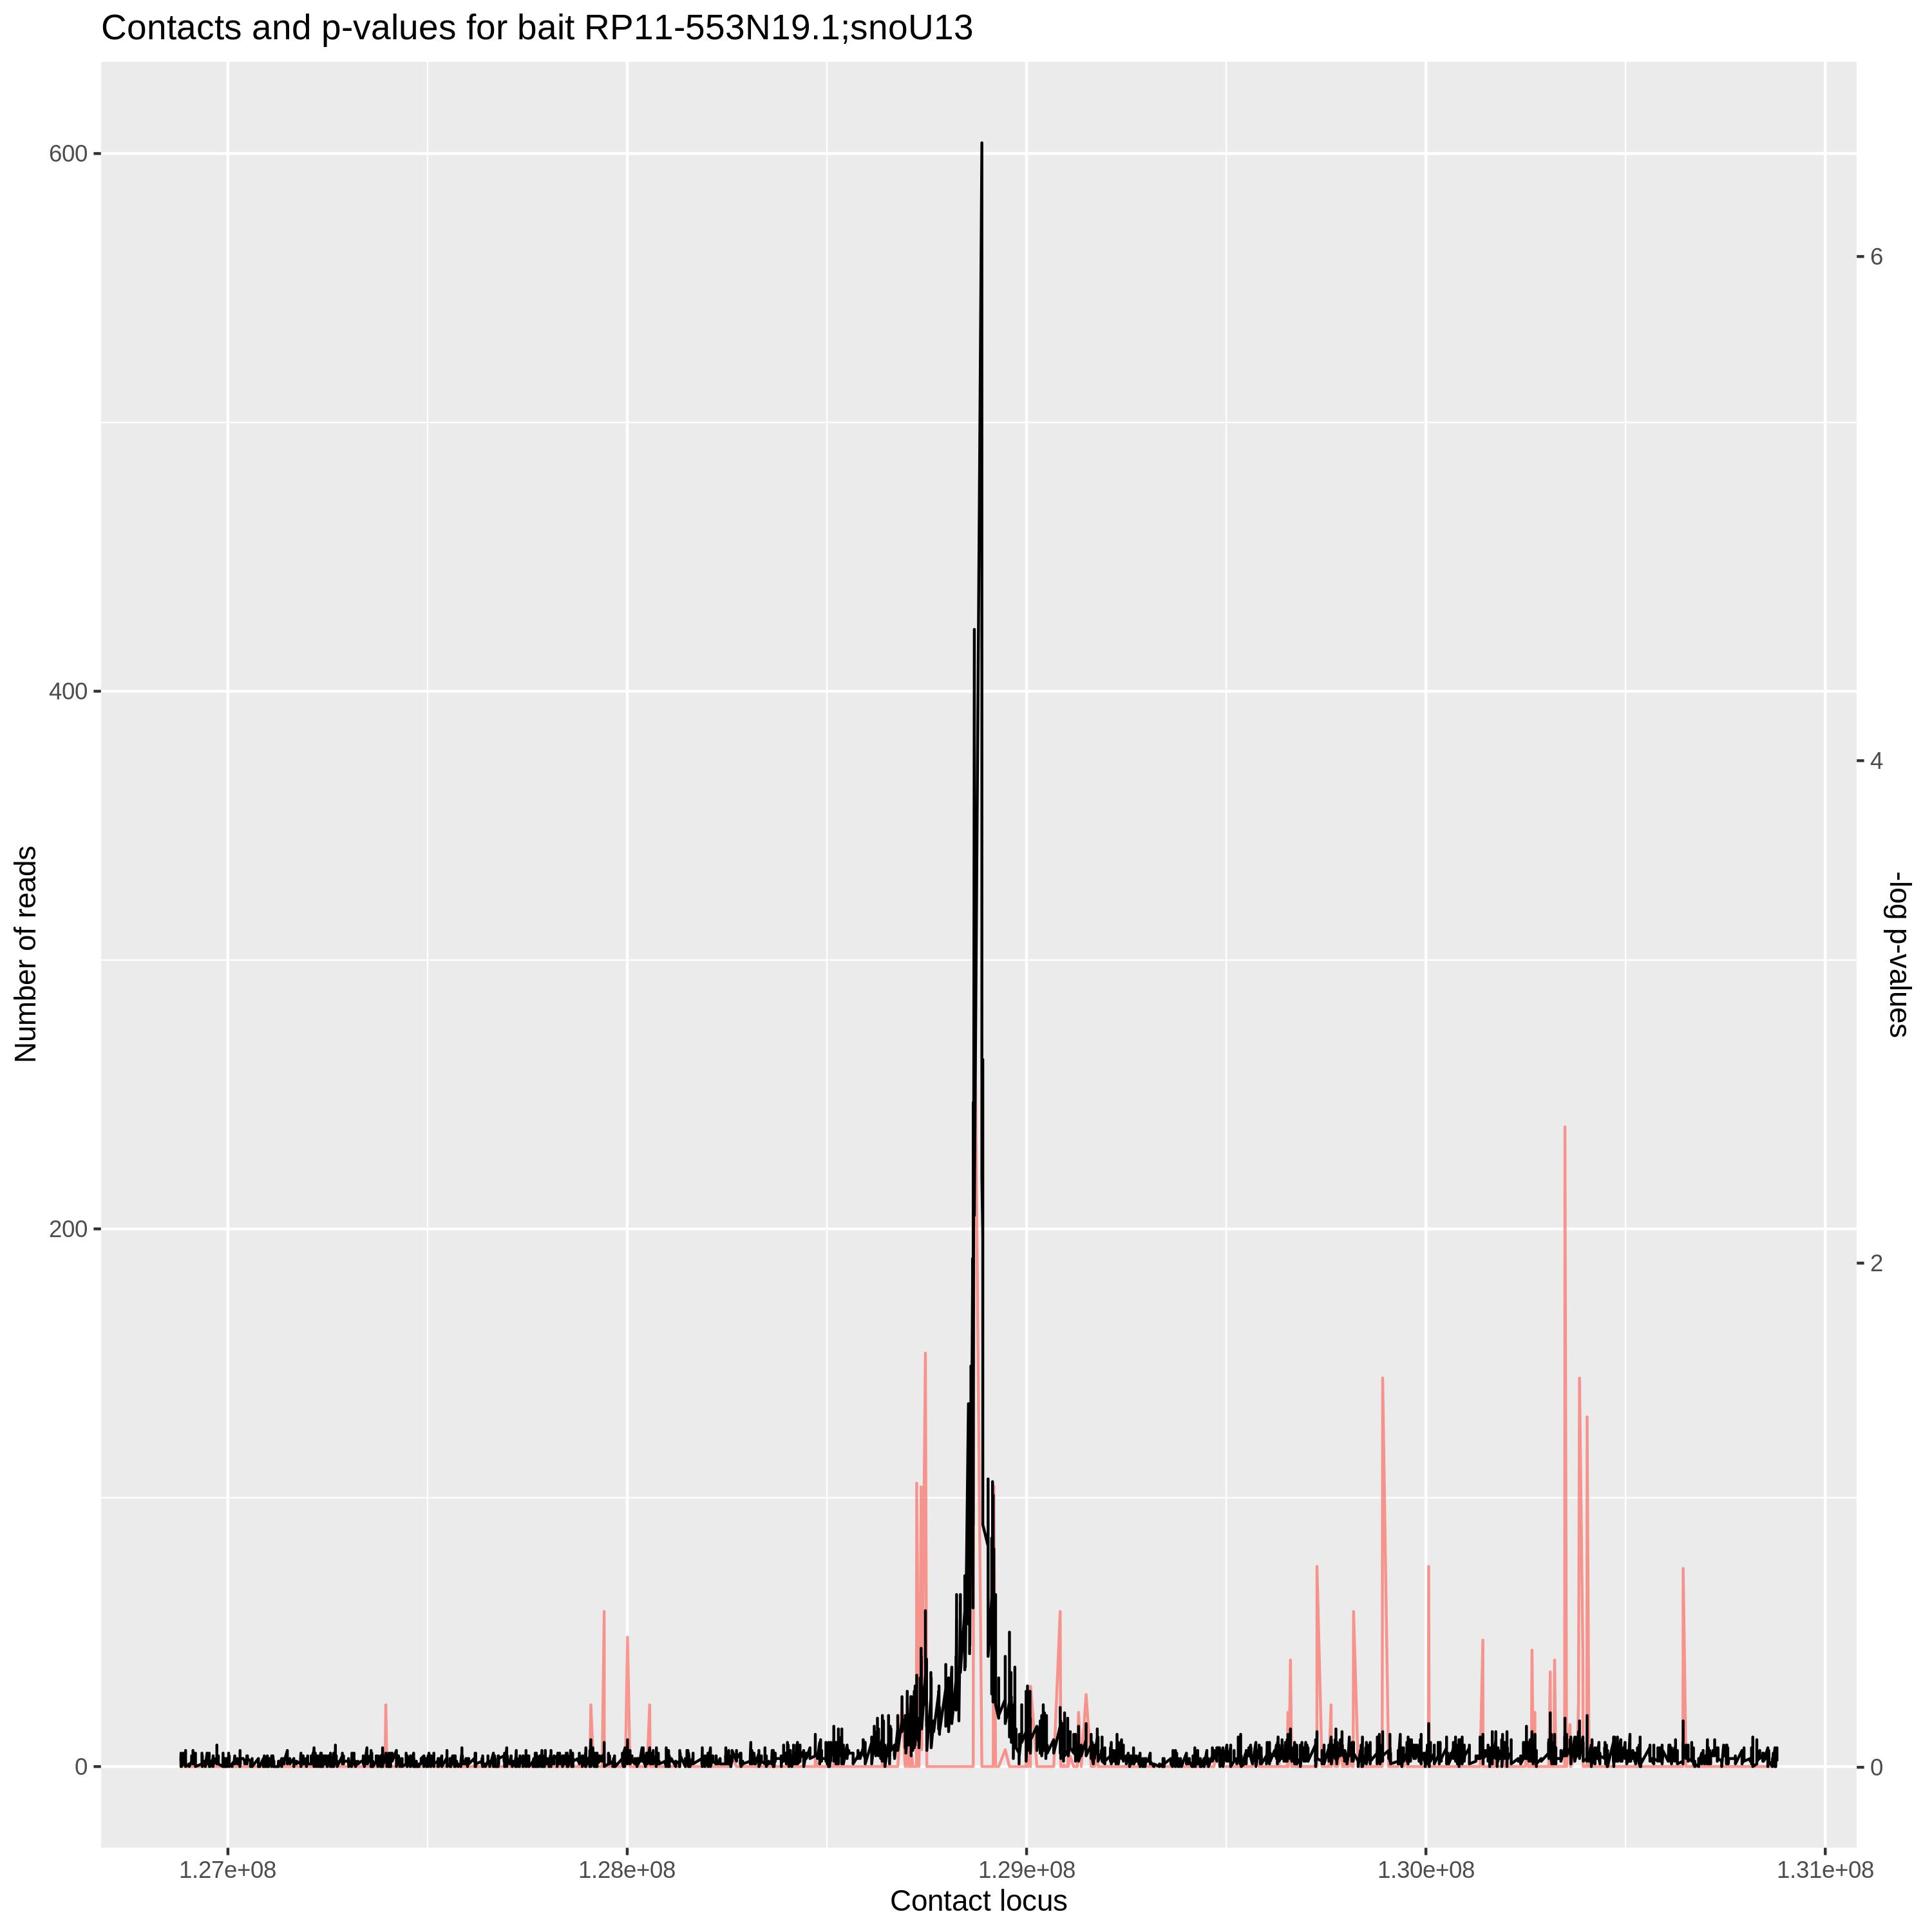 Contacts and p-values for bait RP11-553N19.1;snoU13
600
400
200
0
Number of reads
6
4
2
0
-log p-values
1.27e+08
1.28e+08
1.29e+08
1.30e+08
1.31e+08
Contact locus